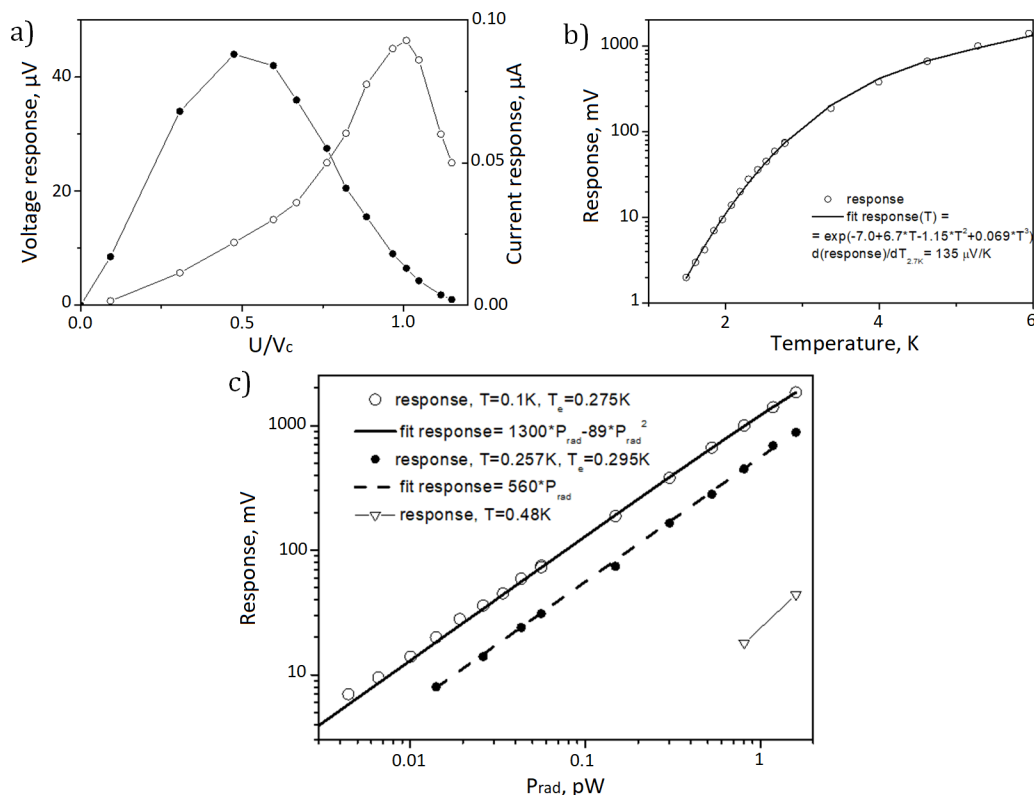 a)
Voltage response, µV
40
20
0
0.0
0.5
1.0
U/Vc
0.10
0.05
0.00
Current response, µA
b)
Response, mV
1000
100
10
1
2
4
6
Temperature, K
response
fit response(T) =
= exp(-7.0+6.7*T-1.15*T²+0.069*T³)
d(response)/dT2.7K= 135 µV/K
c)
Response, mV
1000
100
10
0.01
0.1
1
Prad, pW
response, T=0.1K, Te=0.275K
fit response= 1300*Prad-89*Prad²
response, T=0.257K, Te=0.295K
fit response= 560*Prad
response, T=0.48K